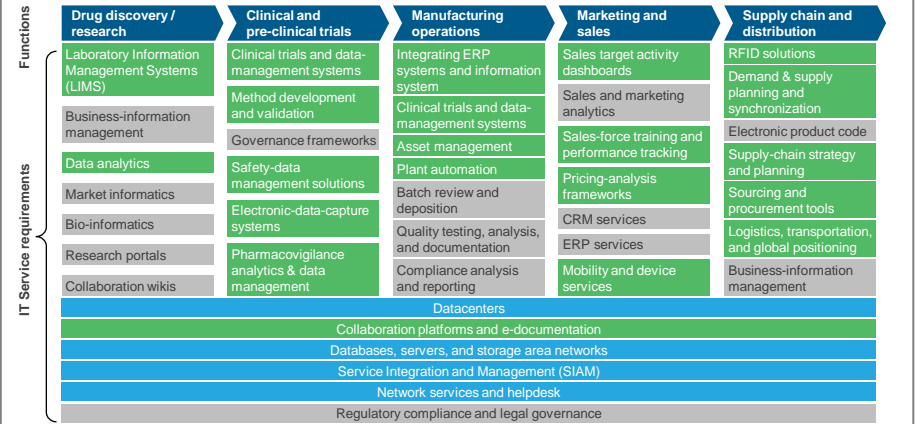 Functions
IT Service requirements
Drug discovery /
research
Laboratory Information
Management Systems
(LIMS)
Business-information
management
Data analytics
Market informatics
Bio-informatics
Research portals
Collaboration wikis
Clinical and
pre-clinical trials
Clinical trials and data-
management systems
Method development
and validation
Governance frameworks
Safety-data
management solutions
Electronic-data-capture
systems
Pharmacovigilance
analytics & data
management
Manufacturing
operations
Integrating ERP
systems and information
system
Clinical trials and data-
management systems
Asset management
Plant automation
Batch review and
deposition
Quality testing, analysis,
and documentation
Compliance analysis
and reporting
Marketing and
sales
Sales target activity
dashboards
Sales and marketing
analytics
Sales-force training and
performance tracking
Pricing-analysis
frameworks
CRM services
ERP services
Mobility and device
services
Supply chain and
distribution
RFID solutions
Demand & supply
planning and
synchronization
Electronic product code
Supply-chain strategy
and planning
Sourcing and
procurement tools
Logistics, transportation,
and global positioning
Business-information
management
Datacenters
Collaboration platforms and e-documentation
Databases, servers, and storage area networks
Service Integration and Management (SIAM)
Network services and helpdesk
Regulatory compliance and legal governance